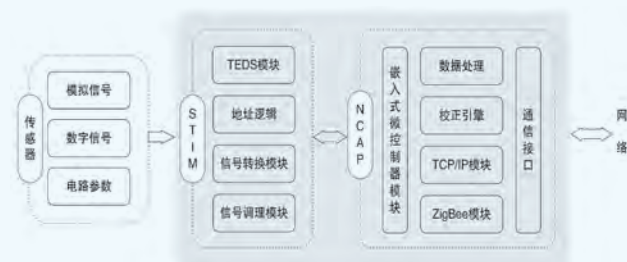 传感器
模拟信号
数字信号
电路参数
STIM
TEDS模块
地址逻辑
信号转换模块
信号调理模块
NCAP
嵌入式微控制器模块
数据处理
校正引擎
TCP/IP模块
ZigBee模块
通信接口
网络